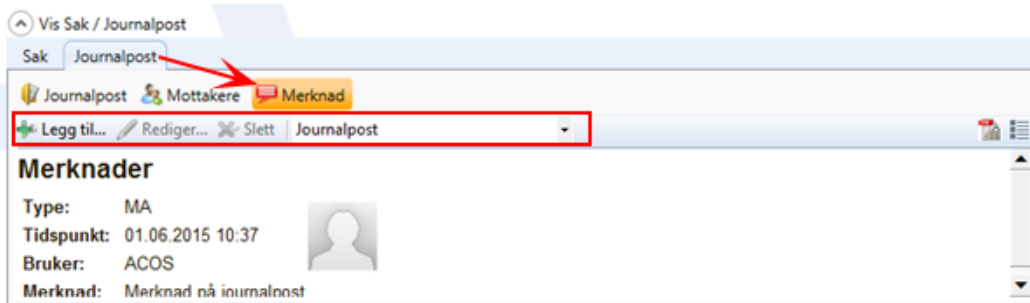 Vis Sak / Journalpost
Sak Journalpost
Journalpost Mottakere Merknad
Legg til... Rediger... Slett Journalpost
Merknader
Type: MA
Tidspunkt: 01.06.2015 10:37
Bruker: ACOS
Merknad: Merknad på journalpost